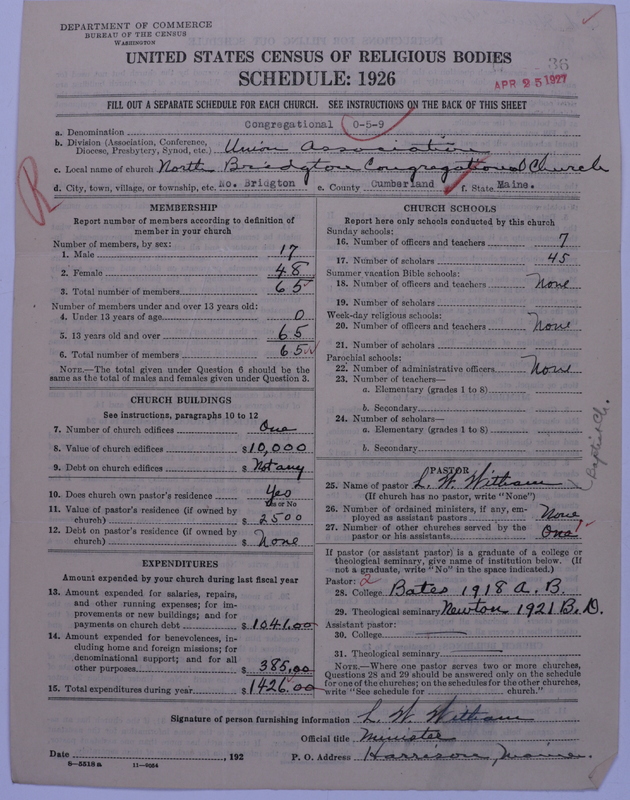 DEPARTMENT OF COMMERCE
BUREAU OF THE CENSUS
WASHINGTON
UNITED STATES CENSUS OF RELIGIOUS BODIES
SCHEDULE: 1926
36
APR 25 1927
FILL OUT A SEPARATE SCHEDULE FOR EACH CHURCH. SEE INSTRUCTIONS ON THE BACK OF THIS SHEET
a. Denomination Congregational 0-5-9
b. Division (Association, Conference, Diocese, Presbytery, Synod, etc.) Union Association
c. Local name of church North Bridgton Congregational Church
d. City, town, village, or township, etc. No. Bridgton e. County Cumberland f. State Maine.
R
MEMBERSHIP
Report number of members according to definition of
member in your church
Number of members, by sex:
1. Male 17
2. Female 48
3. Total number of members 65
Number of members under and over 13 years old:
4. Under 13 years of age 0
5. 13 years old and over 65
6. Total number of members 65
NOTE.—The total given under Question 6 should be
same as the total of males and females given under Question 3.
CHURCH BUILDINGS
See instructions, paragraphs 10 to 12
7. Number of church edifices One
8. Value of church edifices $10,000
9. Debt on church edifices $ Not any
10. Does church own pastor's residence Yes
Yes or No
11. Value of pastor's residence (if owned by
church) $ 2500
12. Debt on pastor's residence (if owned by
church) $ None
EXPENDITURES
Amount expended by your church during last fiscal year
13. Amount expended for salaries, repairs,
and other running expenses; for im-
provements or new buildings; and for
payments on church debt $1041.00
14. Amount expended for benevolences, in-
cluding home and foreign missions; for
denominational support; and for all
other purposes $ 385.00
15. Total expenditures during year $1426.00
CHURCH SCHOOLS
Report here only schools conducted by this church
Sunday schools:
16. Number of officers and teachers 7
17. Number of scholars 45
Summer vacation Bible schools:
18. Number of officers and teachers None
19. Number of scholars
Week-day religious schools:
20. Number of officers and teachers None
21. Number of scholars
Parochial schools:
22. Number of administrative officers None
23. Number of teachers—
a. Elementary (grades 1 to 8)
b. Secondary
24. Number of scholars—
a. Elementary (grades 1 to 8)
b. Secondary
PASTOR
25. Name of pastor L. W. Witham
(If church has no pastor, write "None")
26. Number of ordained ministers, if any, em-
ployed as assistant pastors None
27. Number of other churches served by the
pastor or his assistants One
Baptist Ch.
If pastor (or assistant pastor) is a graduate of a college or
theological seminary, give name of institution below. (If
not a graduate, write "No" in the space indicated.)
Pastor: 2
28. College Bates 1918 A. B.
29. Theological seminary Newton 1921 B. D.
Assistant pastor:
30. College
31. Theological seminary
NOTE.—Where one pastor serves two or more churches,
Questions 28 and 29 should be answered only on the schedule
for one of the churches; on the schedules for the other churches,
write "See schedule for church."
Signature of person furnishing information L. W. Witham
Official title Minister
Date , 192 P. O. Address Harrison, Maine.
8-5518 a 11-9054